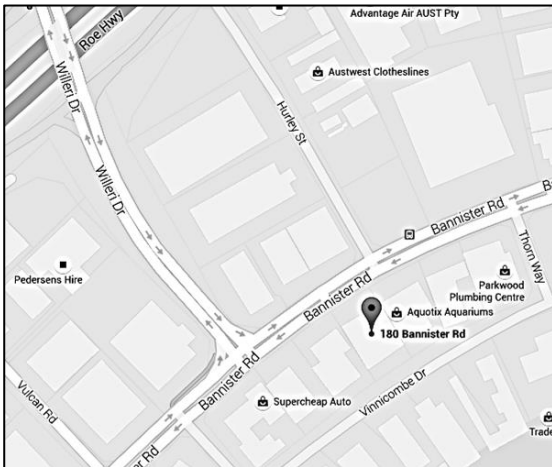 Advantage Air AUST Pty
Roe Hwy
Austwest Clotheslines
Willeri Dr
Hurley St
Willeri Dr
Bannister Rd
Thorn Way
Pedersens Hire
Parkwood
Plumbing Centre
Bannister Rd
Aquotix Aquariums
180 Bannister Rd
Bannister Rd
Vinnicombe Dr
Supercheap Auto
Vulcan Rd